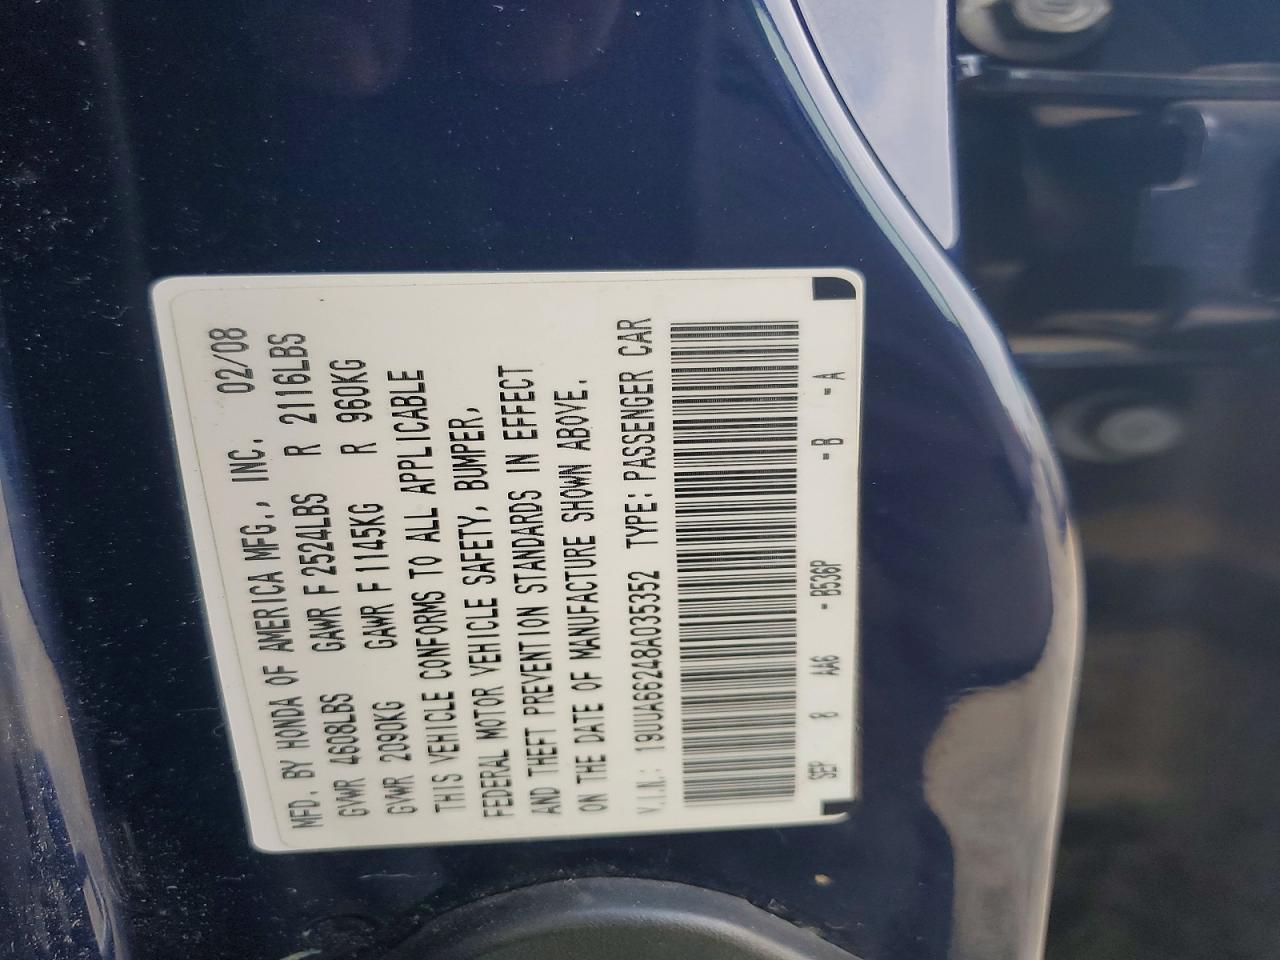 MFD. BY HONDA OF AMERICA MFG., INC. 02/08
GVWR 4608LBS GAWR F 2524LBS R 2116LBS
GVWR 2090KG GAWR F 1145KG R 960KG
THIS VEHICLE CONFORMS TO ALL APPLICABLE
FEDERAL MOTOR VEHICLE SAFETY, BUMPER,
AND THEFT PREVENTION STANDARDS IN EFFECT
ON THE DATE OF MANUFACTURE SHOWN ABOVE.
V.I.N.: 19UUA66248A035352 TYPE: PASSENGER CAR
SEP 8 AA6 - B536P - B - A